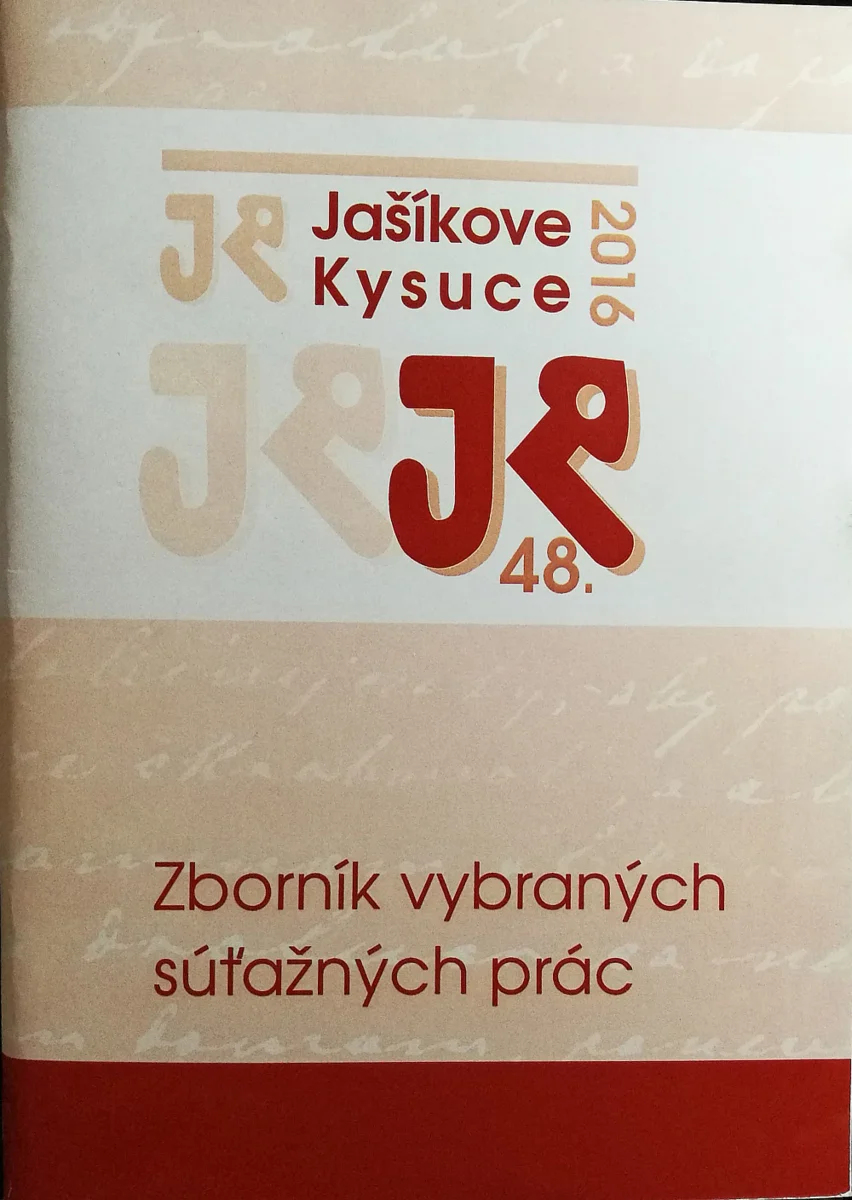 JK
Jašíkove
Kysuce
2016
JK
JK
48.
Zborník vybraných
súťažných prác